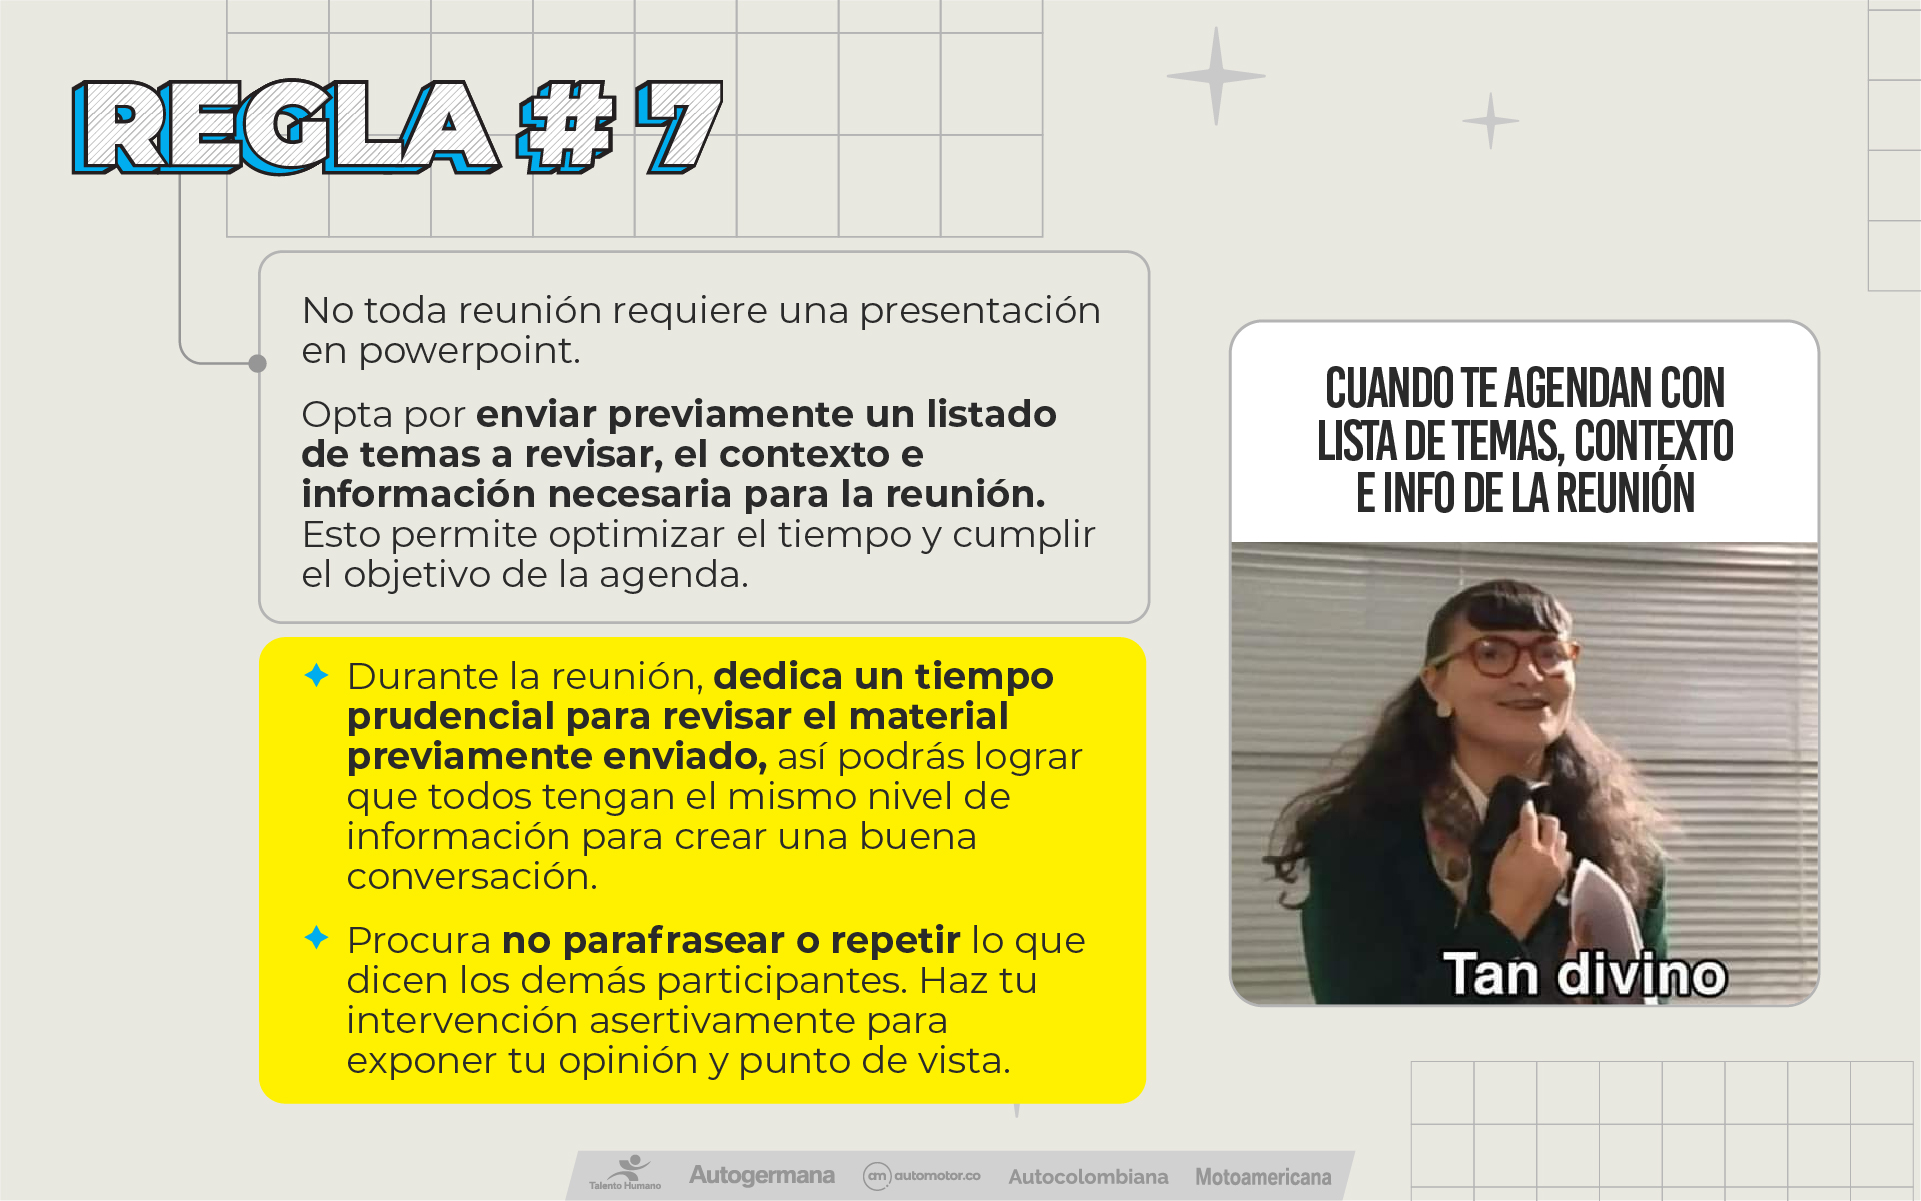 REGLA # 7
No toda reunión requiere una presentación
en powerpoint.
Opta por enviar previamente un listado
de temas a revisar, el contexto e
información necesaria para la reunión.
Esto permite optimizar el tiempo y cumplir
el objetivo de la agenda.
Durante la reunión, dedica un tiempo
prudencial para revisar el material
previamente enviado, así podrás lograr
que todos tengan el mismo nivel de
información para crear una buena
conversación.
Procura no parafrasear o repetir lo que
dicen los demás participantes. Haz tu
intervención asertivamente para
exponer tu opinión y punto de vista.
CUANDO TE AGENDAN CON
LISTA DE TEMAS, CONTEXTO
E INFO DE LA REUNIÓN
Tan divino
Talento Humano
Autogermana
am automotor.co
Autocolombiana
Motoamericana